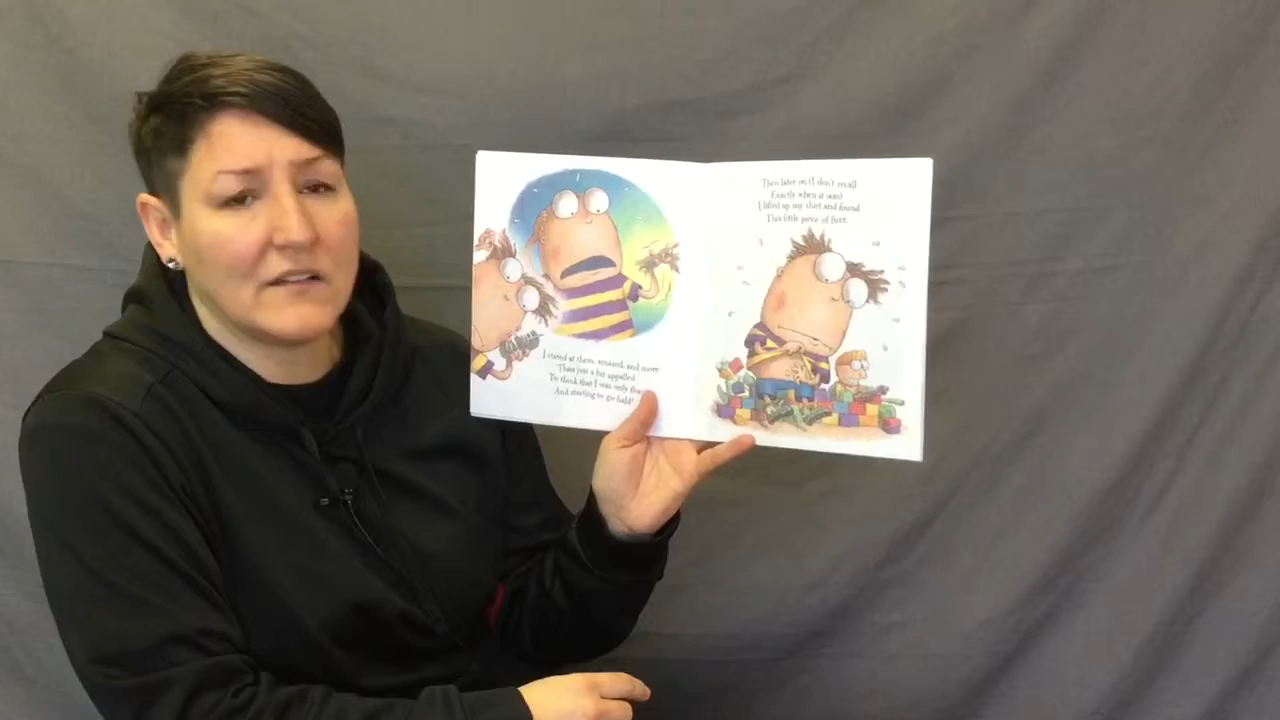 I stared at them, amazed, and more
Than just a bit appalled
To think that I was only
And starting to go bald!
Then later on (I don't recall
Exactly when it was)
I lifted up my shirt and found
This little piece of fuzz.